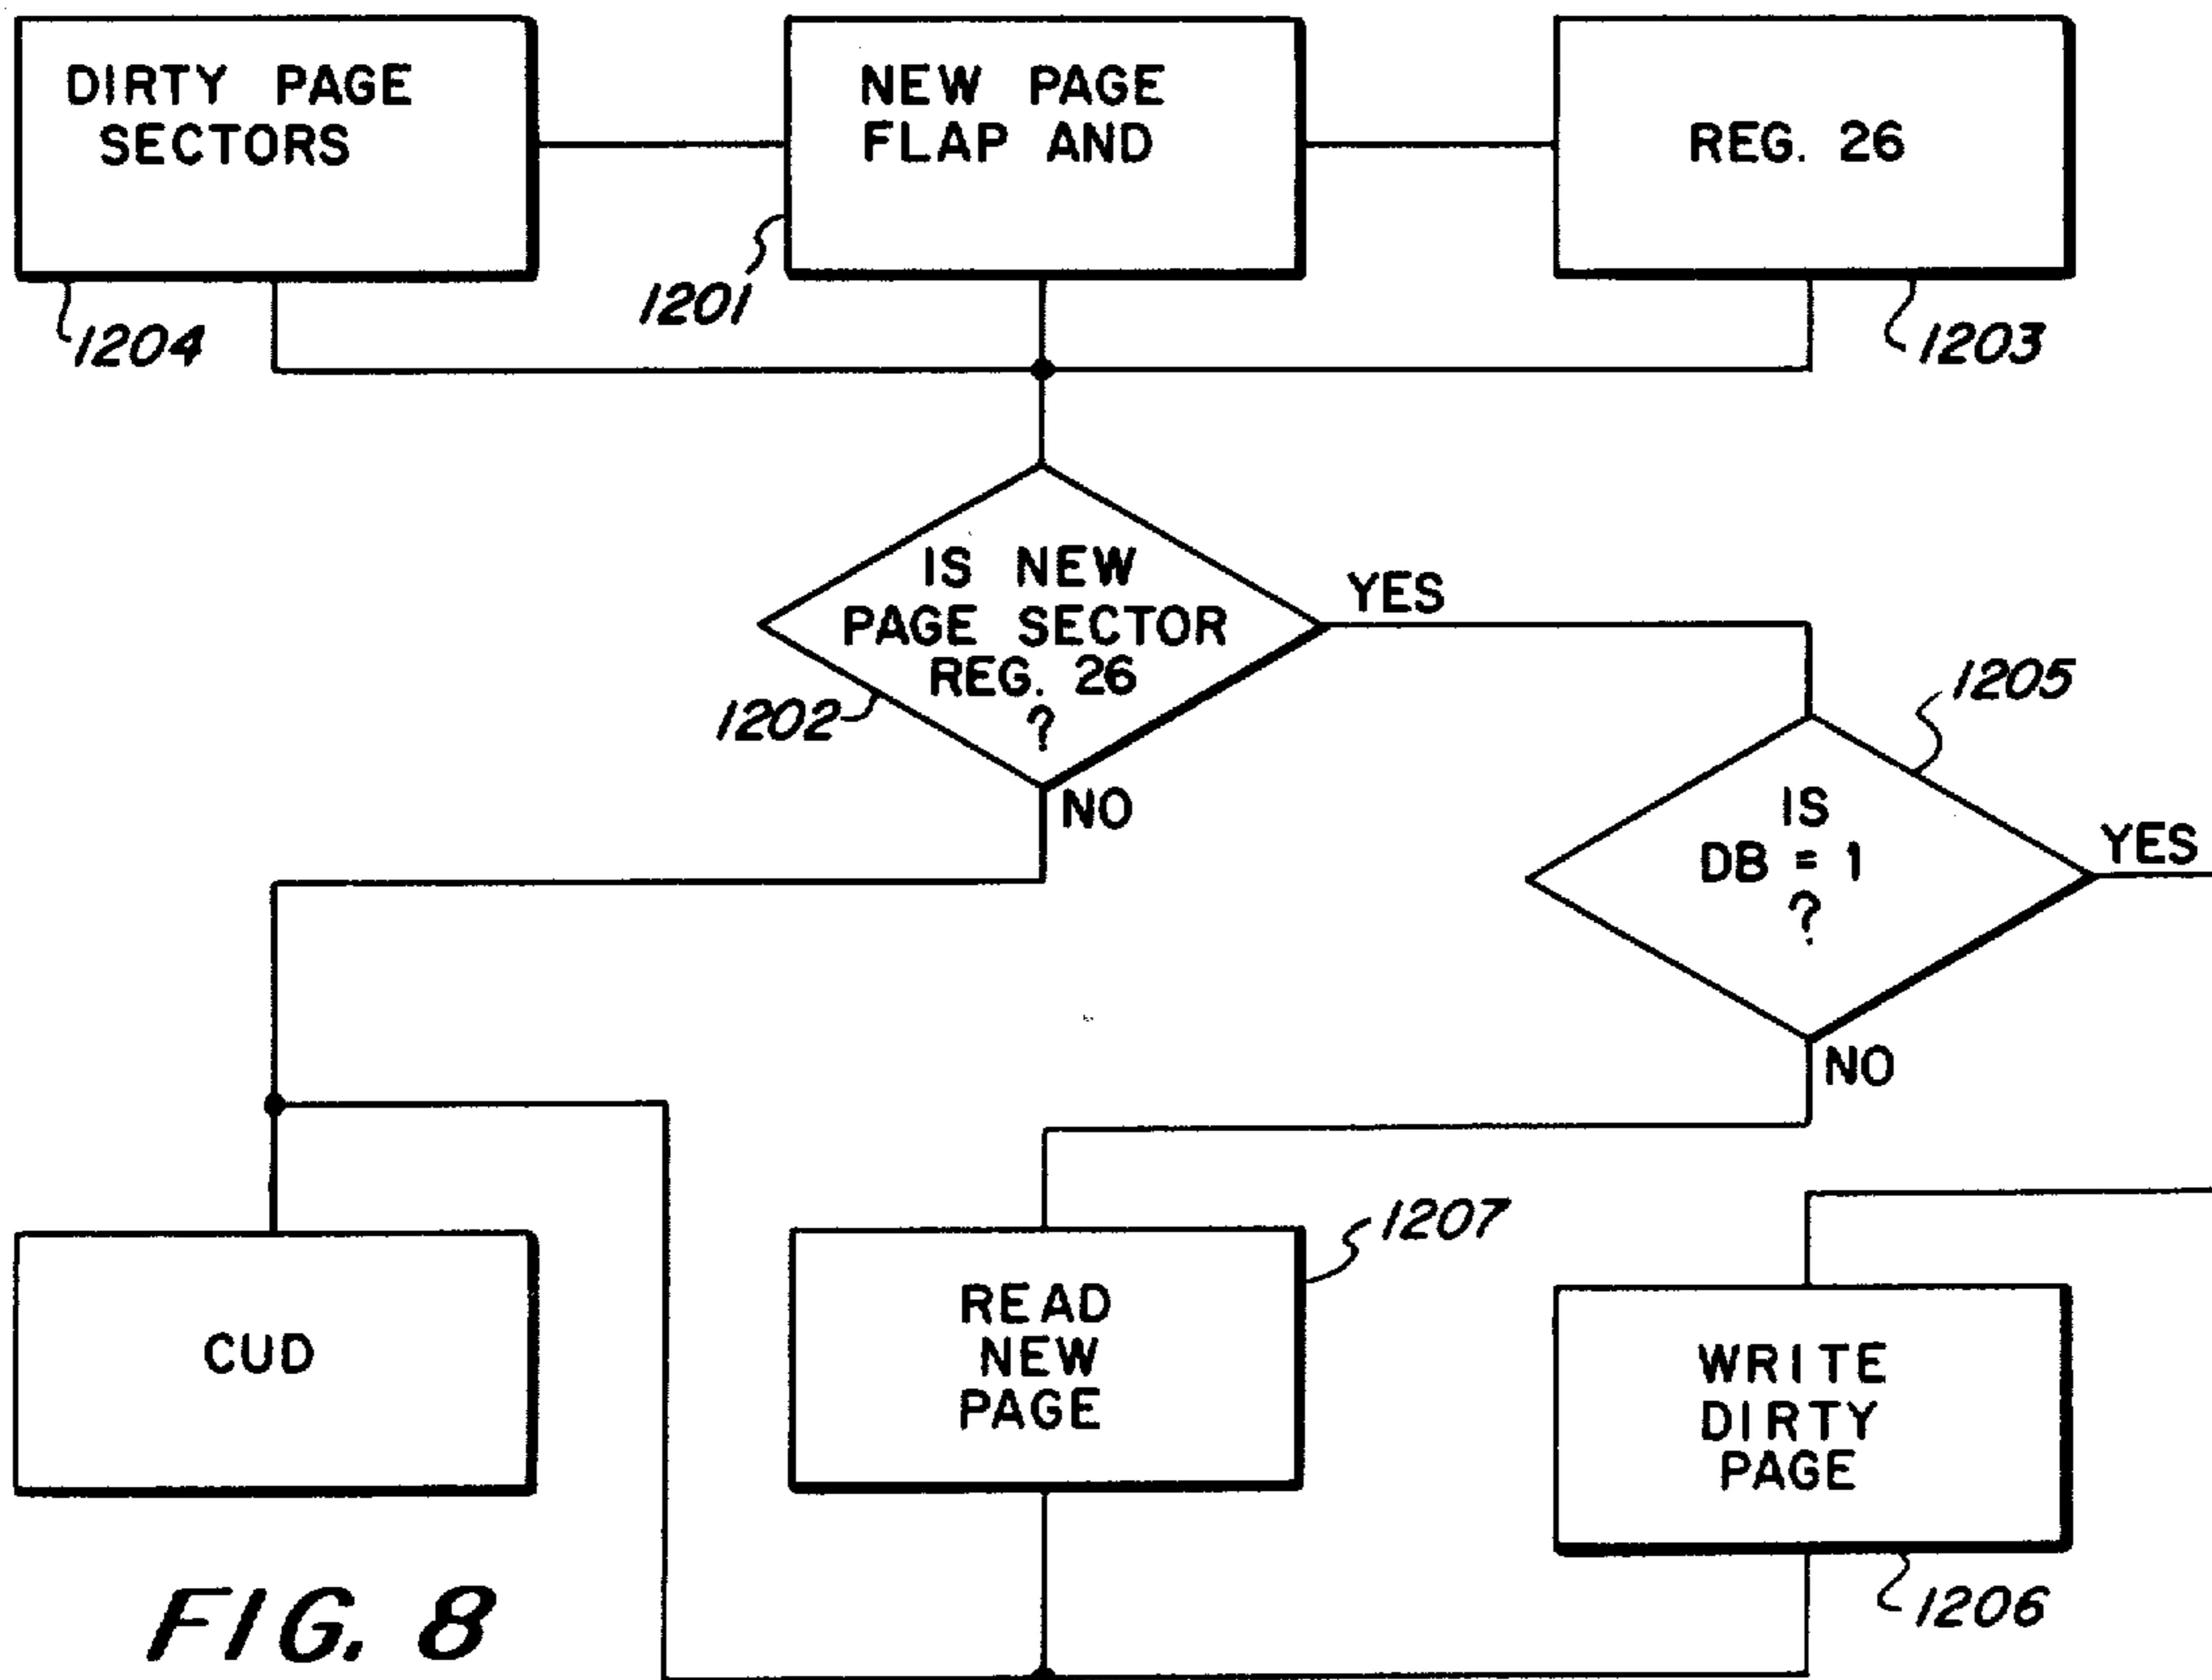 DIRTY PAGE
SECTORS
NEW PAGE
FLAP AND
REG. 26
1204
1201
1203
IS NEW
PAGE SECTOR
REG. 26
?
YES
1202
NO
1205
IS
DB = 1
?
YES
NO
1207
CUD
READ
NEW
PAGE
WRITE
DIRTY
PAGE
1206
FIG. 8